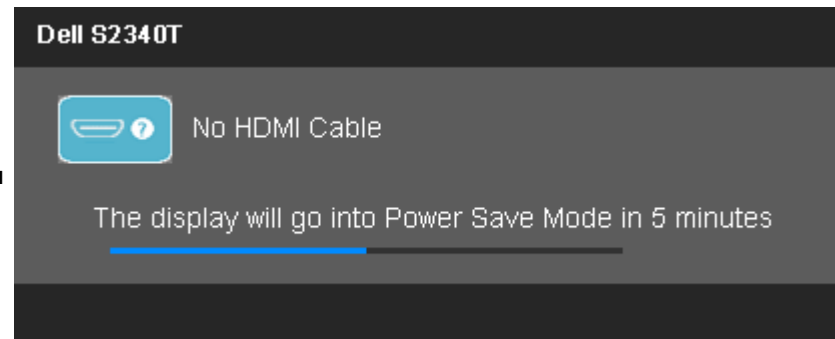 Dell S2340T
No HDMI Cable
The display will go into Power Save Mode in 5 minutes